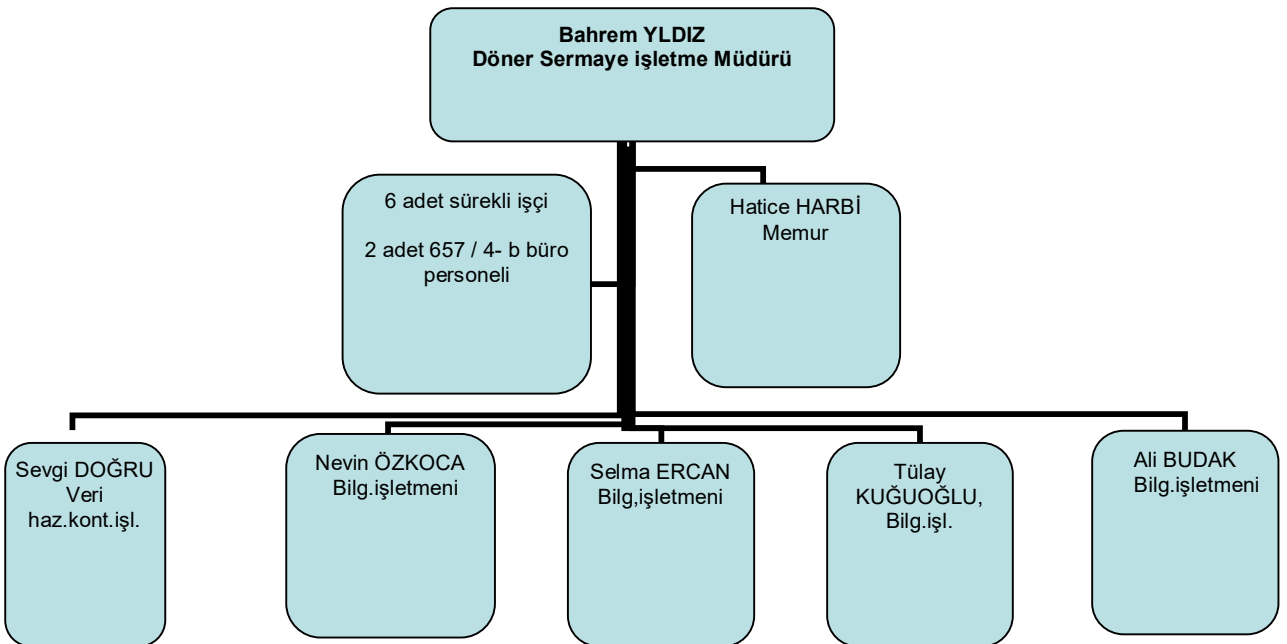 Bahrem YLDIZ
Döner Sermaye işletme Müdürü
6 adet sürekli işçi
2 adet 657 / 4- b büro
personeli
Hatice HARBİ
Memur
Sevgi DOĞRU
Veri
haz.kont.işl.
Nevin ÖZKOCA
Bilg.işletmeni
Selma ERCAN
Bilg,işletmeni
Tülay
KUĞUOĞLU,
Bilg.işl.
Ali BUDAK
Bilg.işletmeni